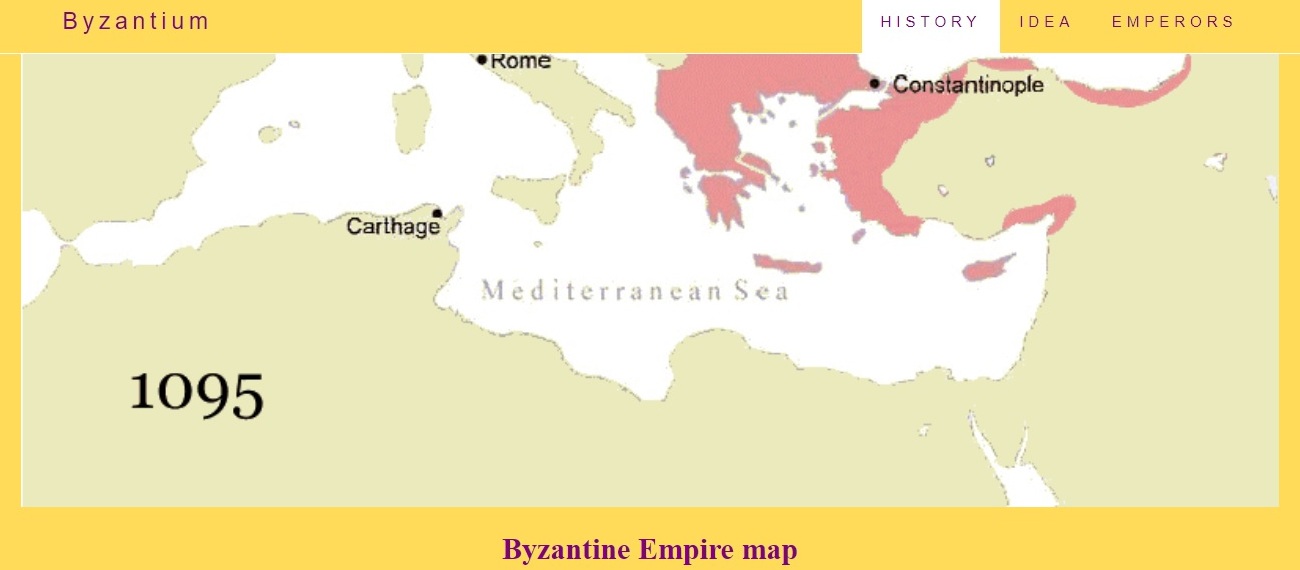 Byzantium
HISTORY IDEA EMPERORS
Rome
Constantinople
Carthage
Mediterranean Sea
1095
Byzantine Empire map